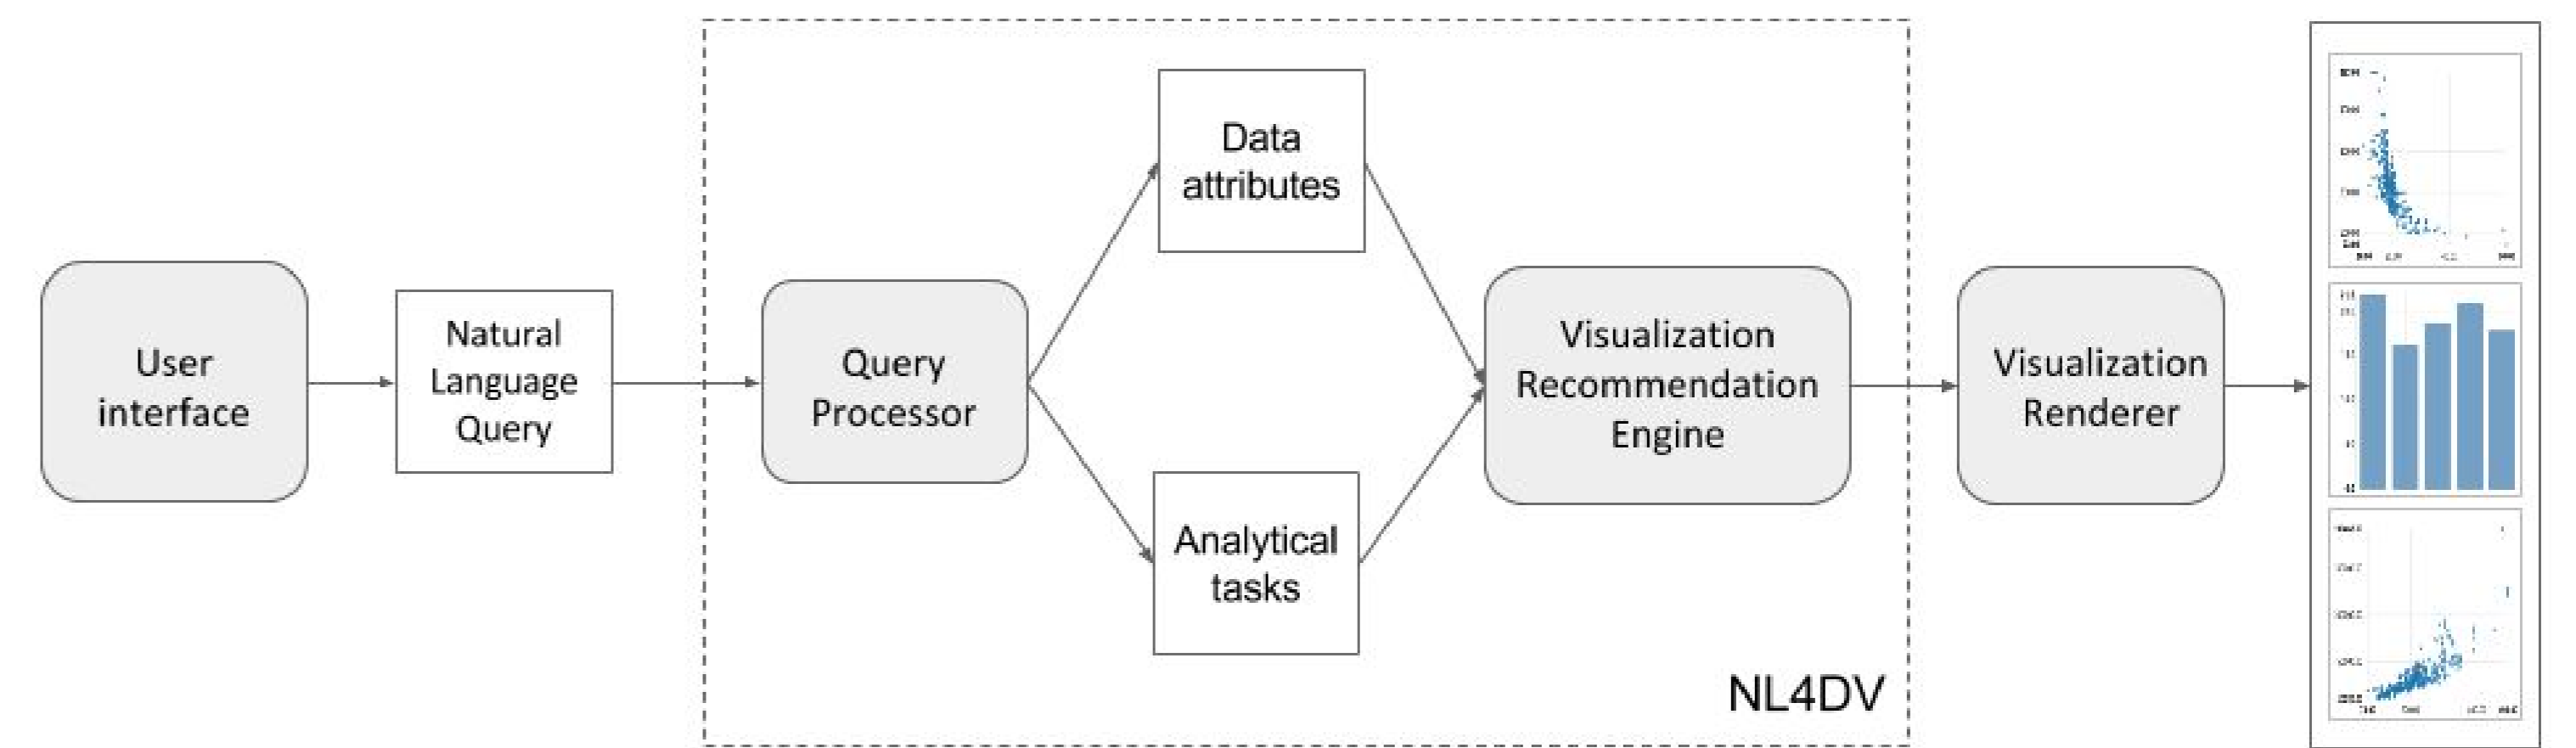 User
interface
Natural
Language
Query
Query
Processor
Data
attributes
Analytical
tasks
Visualization
Recommendation
Engine
NL4DV
Visualization
Renderer